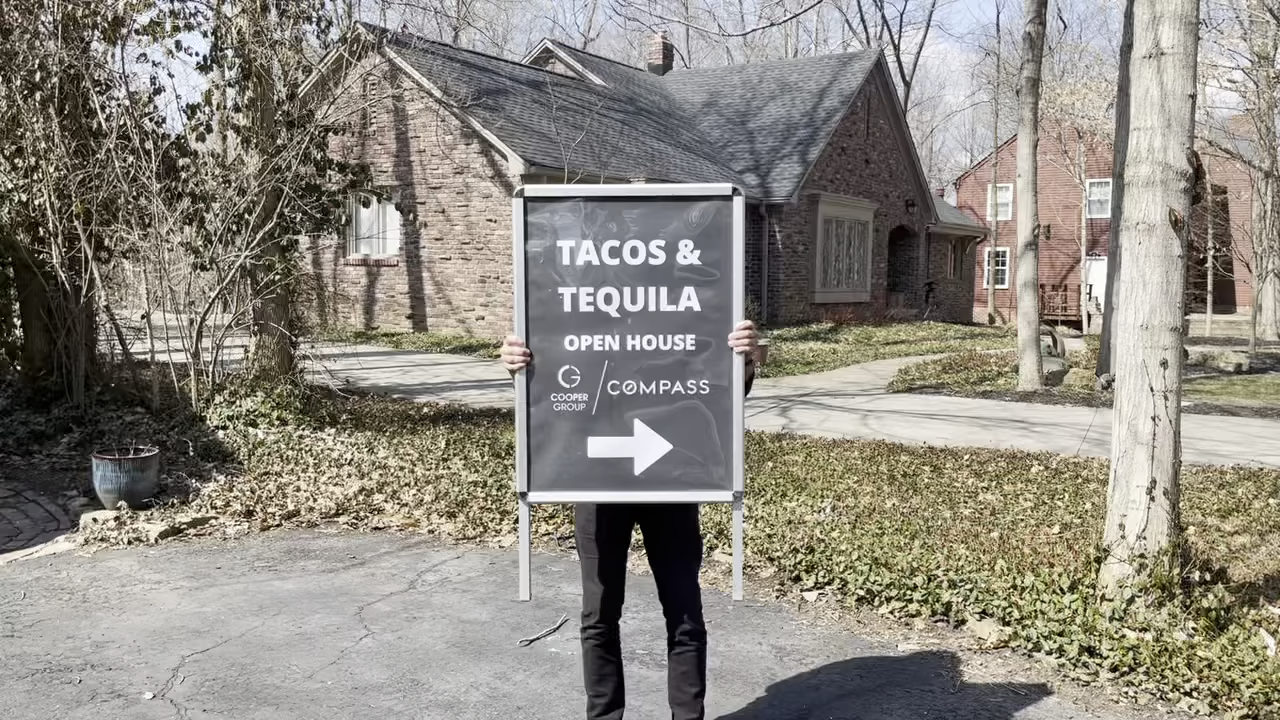 TACOS &
TEQUILA
OPEN HOUSE
COOPER
GROUP
COMPASS